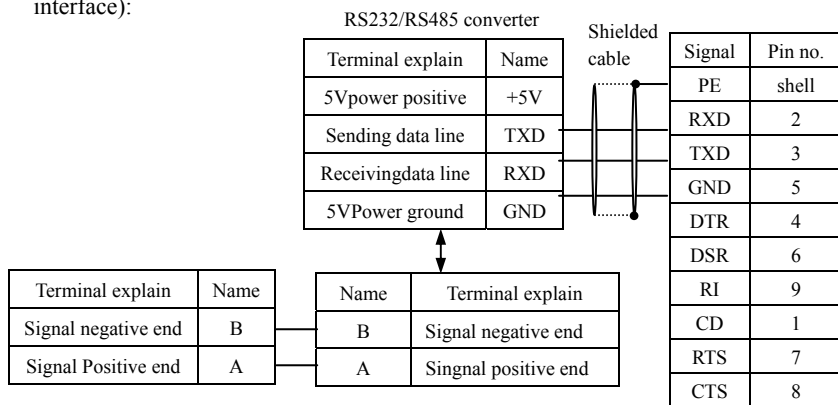 interface):
RS232/RS485 converter
Shielded
cable
Terminal explain Name
5Vpower positive +5V
Sending data line TXD
Receivingdata line RXD
5VPower ground GND
Signal Pin no.
PE shell
RXD 2
TXD 3
GND 5
DTR 4
DSR 6
RI 9
CD 1
RTS 7
CTS 8
Terminal explain Name
Signal negative end B
Signal Positive end A
Name Terminal explain
B Signal negative end
A Singnal positive end